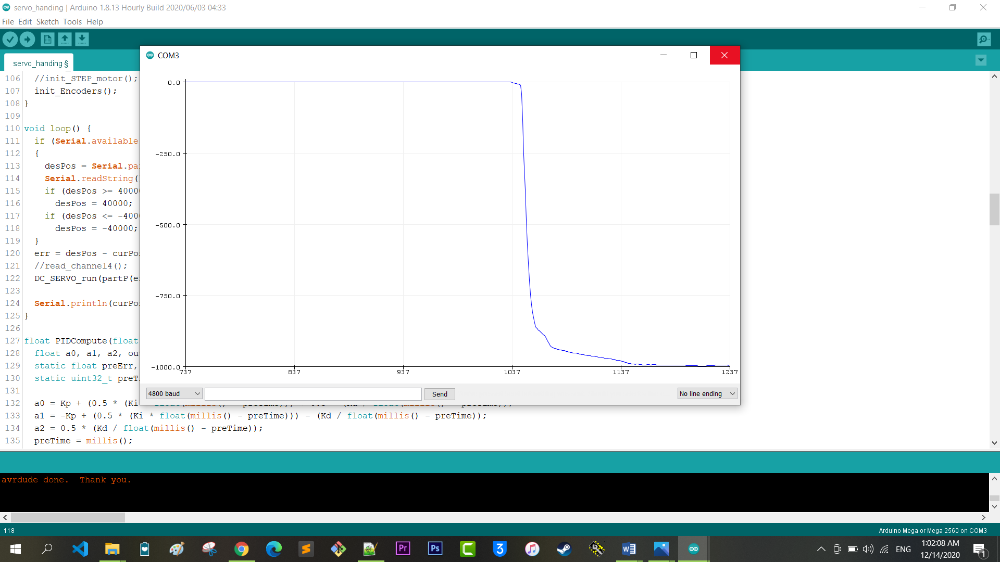 servo_handing | Arduino 1.8.13 Hourly Build 2020/06/03 04:33
File Edit Sketch Tools Help
COM3
servo_handing §
106 //init_STEP_motor();
107 init_Encoders();
108 }
109
110 void loop() {
111 if (Serial.available
112 {
113 desPos = Serial.pa
114 Serial.readString(
115 if (desPos >= 4000
116 desPos = 40000;
117 if (desPos <= -400
118 desPos = -40000;
119 }
120 err = desPos - curPo
121 //read_channel4();
122 DC_SERVO_run(partP(e
123
124 Serial.println(curPo
125 }
126
127 float PIDCompute(float
128 float a0, a1, a2, ou
129 static float preErr,
130 static uint32_t preT
131
132 a0 = Kp + (0.5 * (Ki
133 a1 = -Kp + (0.5 * (Ki * float(millis() - preTime))) - (Kd / float(millis() - preTime));
134 a2 = 0.5 * (Kd / float(millis() - preTime));
135 preTime = millis();
0.0
-250.0
-500.0
-750.0
-1000.0
737 837 937 1037 1137 1237
4800 baud
Send
No line ending
avrdude done.  Thank you.
118
Arduino Mega or Mega 2560 on COM3
Pr
Ps
ENG
1:02:08 AM
12/14/2020
1